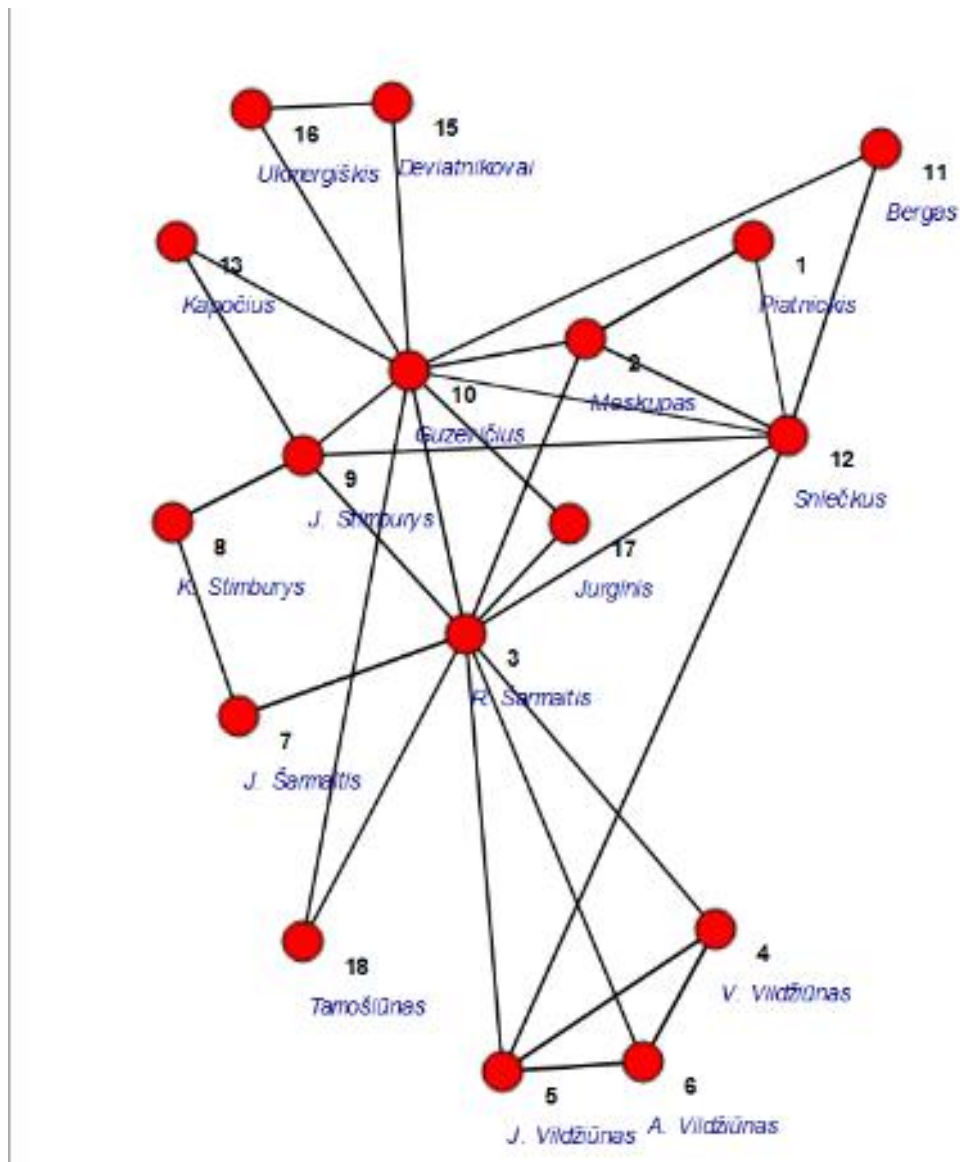 16
Ukmergiškis
15
Deviatnikovai
11
Bergas
13
Kapočius
1
Piatnickis
2
Meskupas
10
Guzevičius
12
Sniečkus
9
J. Stimburys
8
K. Stimburys
17
Jurginis
3
R. Šarmaitis
7
J. Šarmaitis
18
Tamošiūnas
4
V. Vildžiūnas
5
J. Vildžiūnas
6
A. Vildžiūnas